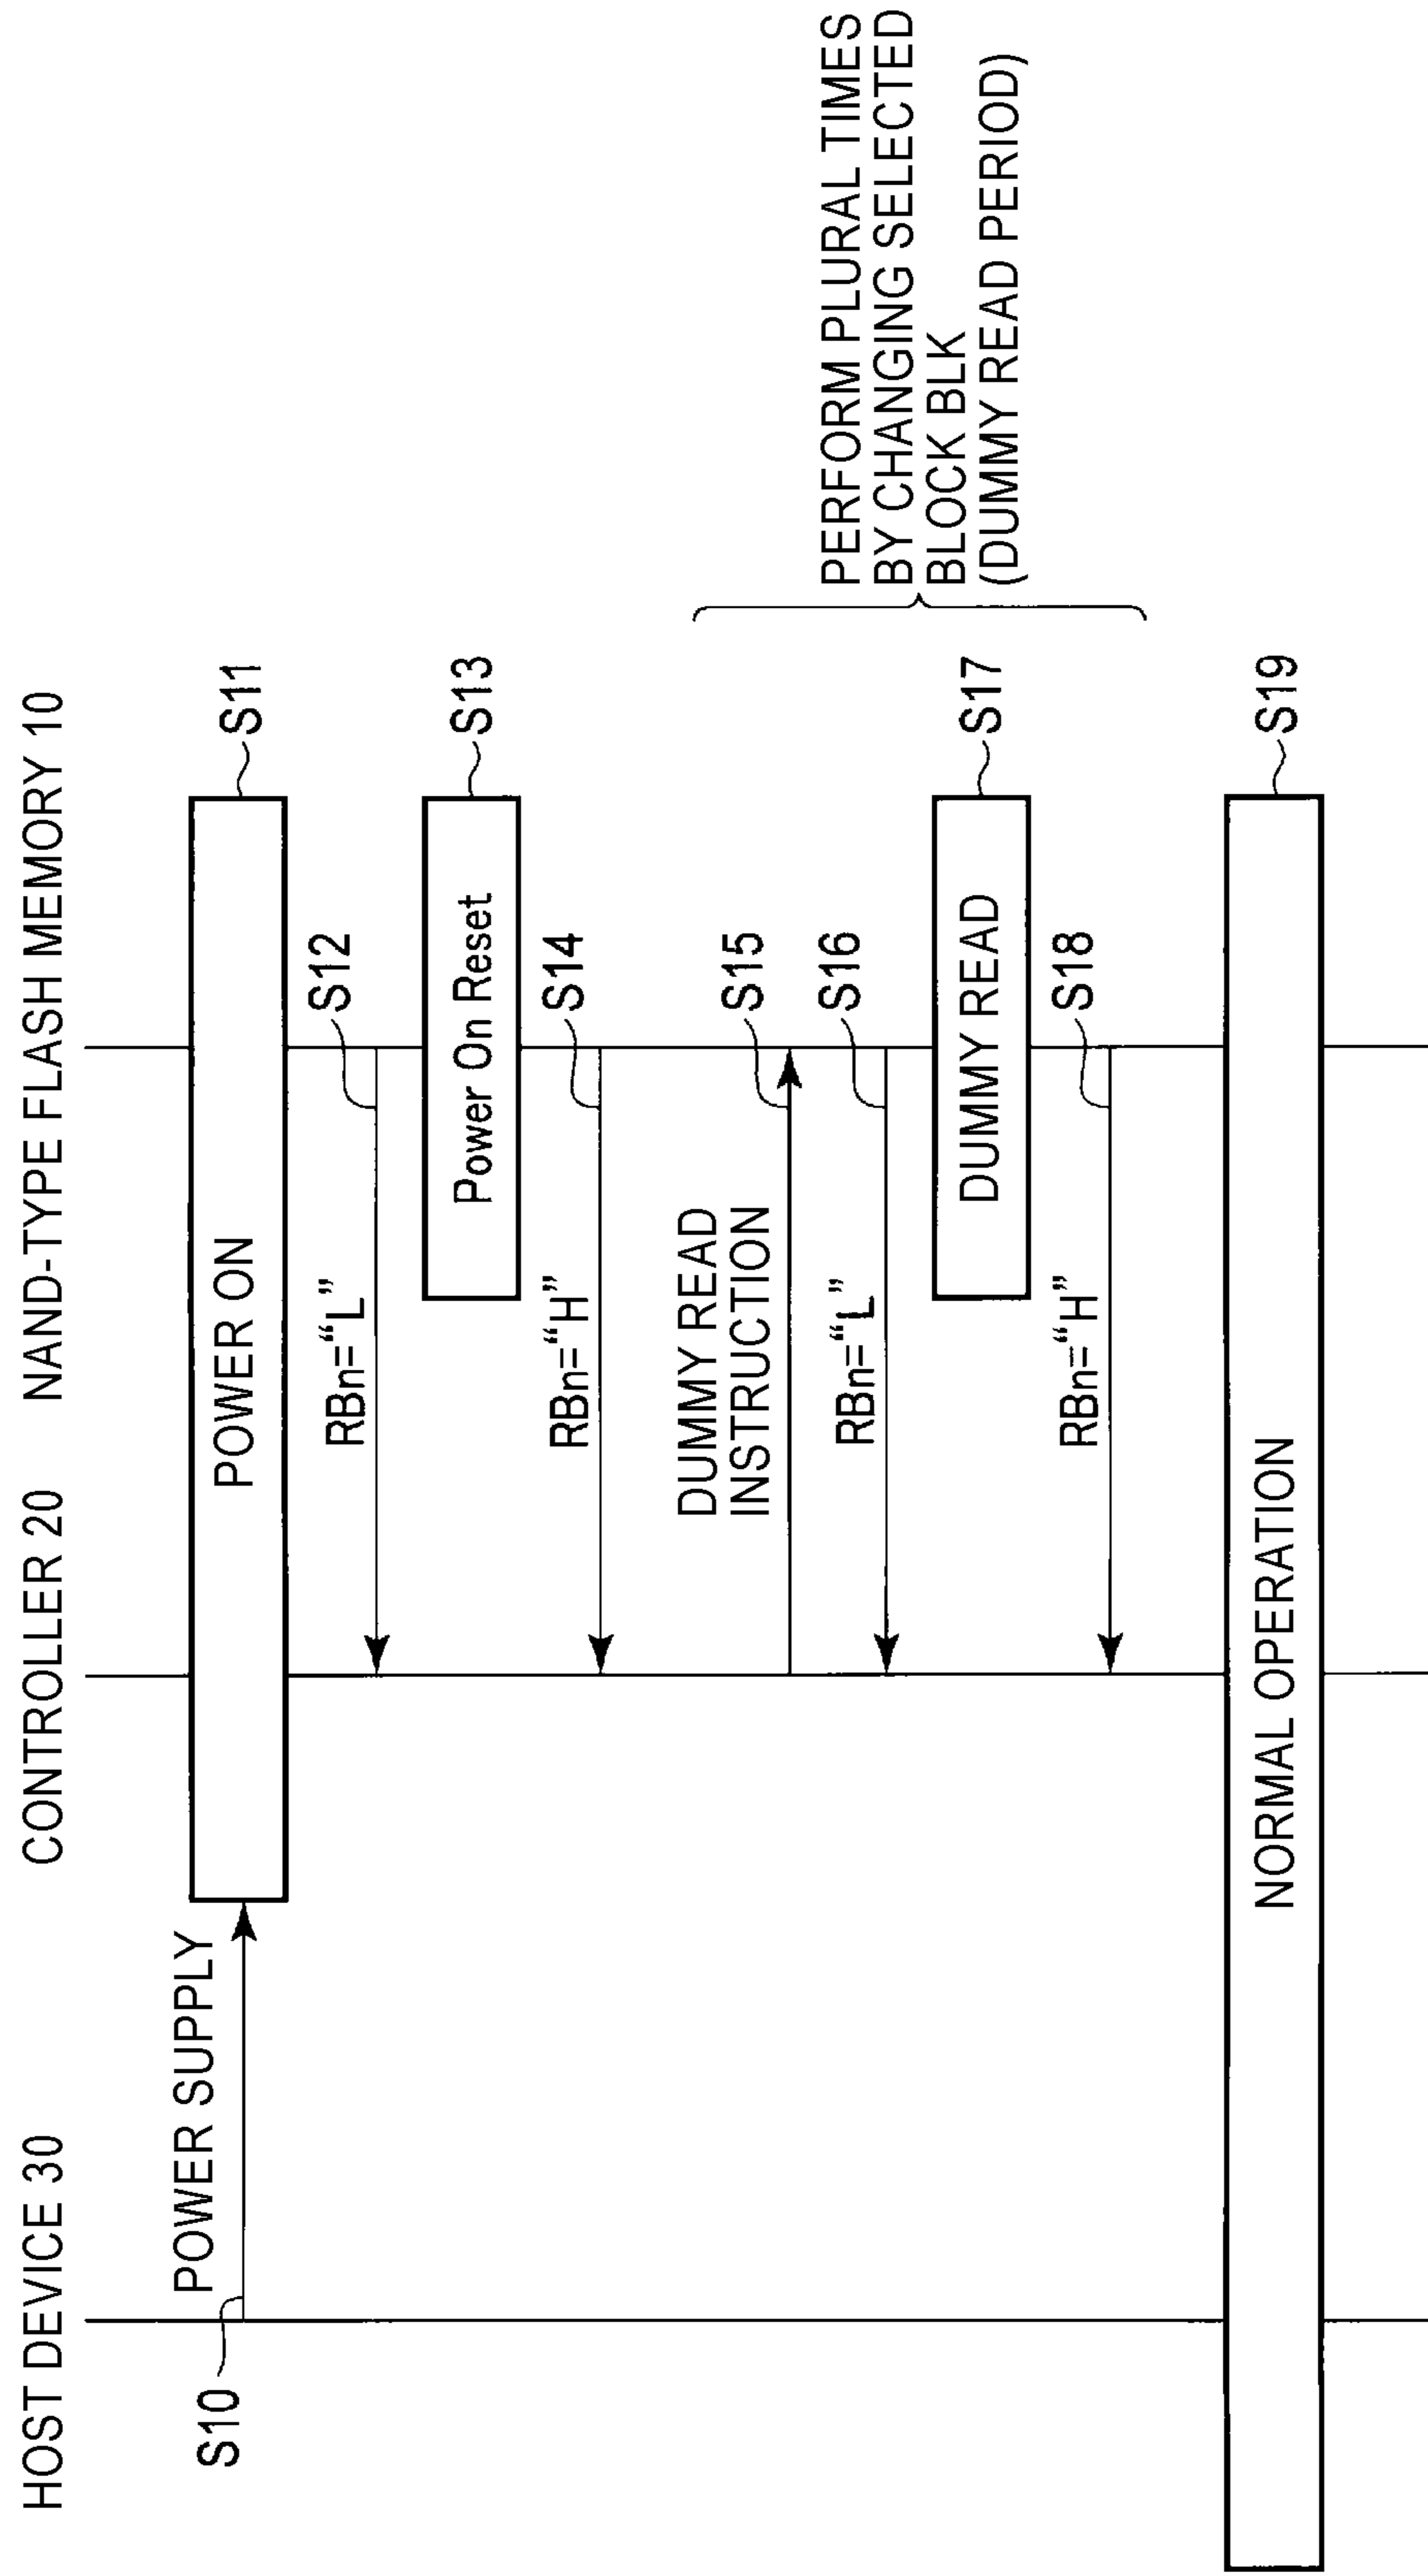 HOST DEVICE 30
CONTROLLER 20
NAND-TYPE FLASH MEMORY 10
S10
POWER SUPPLY
POWER ON
S11
RBn=“L”
S12
Power On Reset
S13
RBn=“H”
S14
DUMMY READ
INSTRUCTION
S15
RBn=“L”
S16
DUMMY READ
S17
RBn=“H”
S18
PERFORM PLURAL TIMES
BY CHANGING SELECTED
BLOCK BLK
(DUMMY READ PERIOD)
NORMAL OPERATION
S19